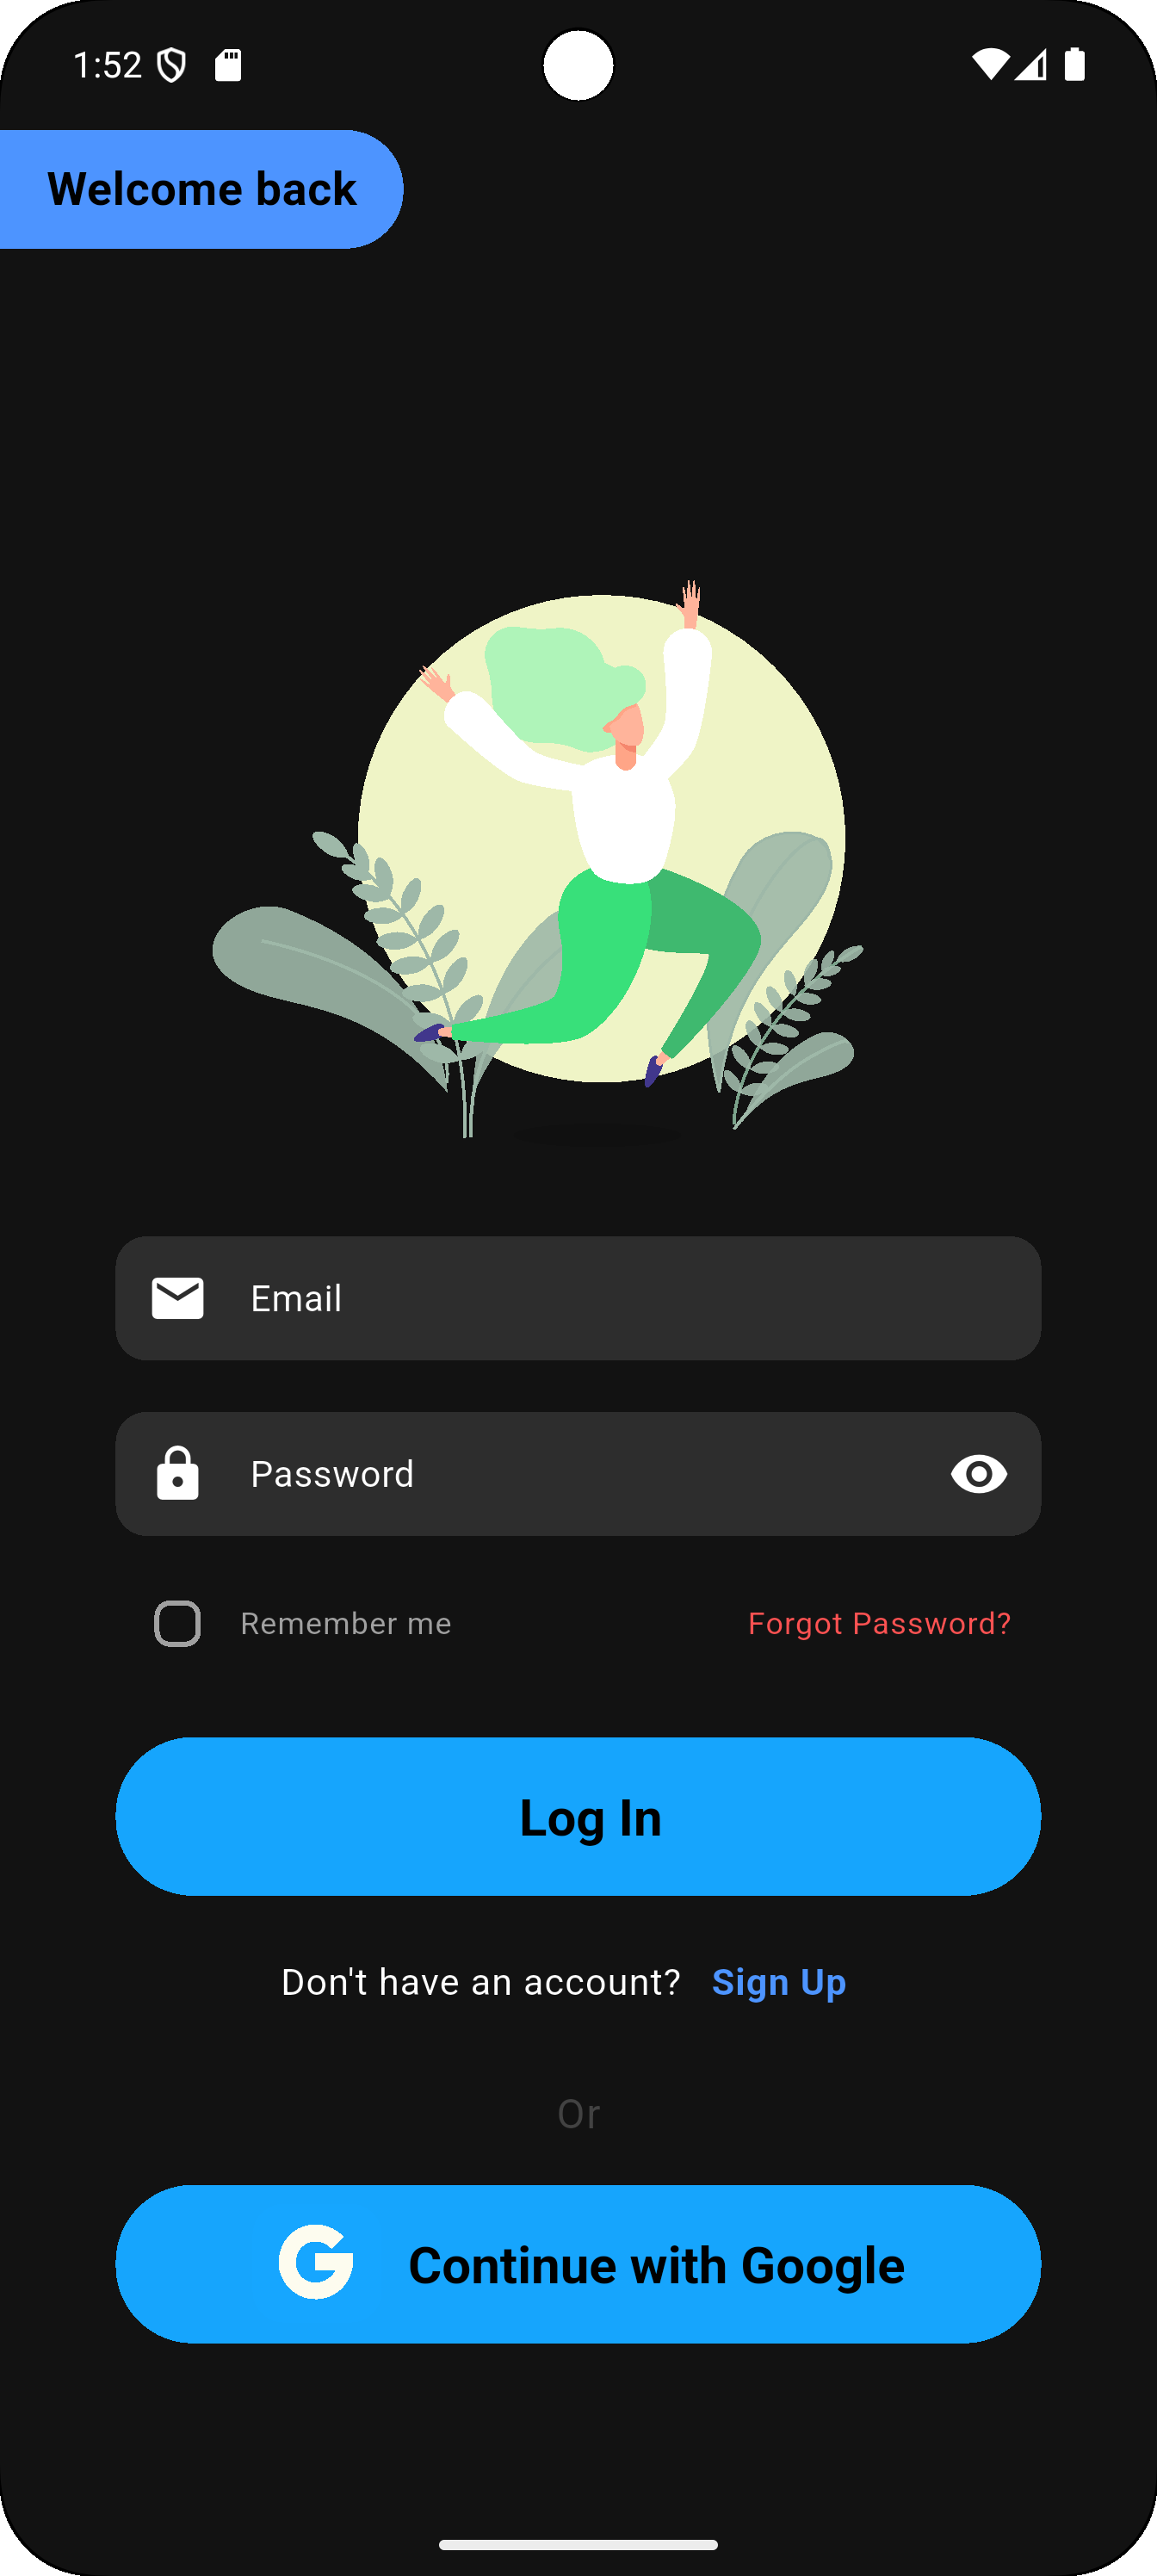 1:52
Welcome back
Email
Password
Remember me Forgot Password?
Log In
Don't have an account? Sign Up
Or
G Continue with Google